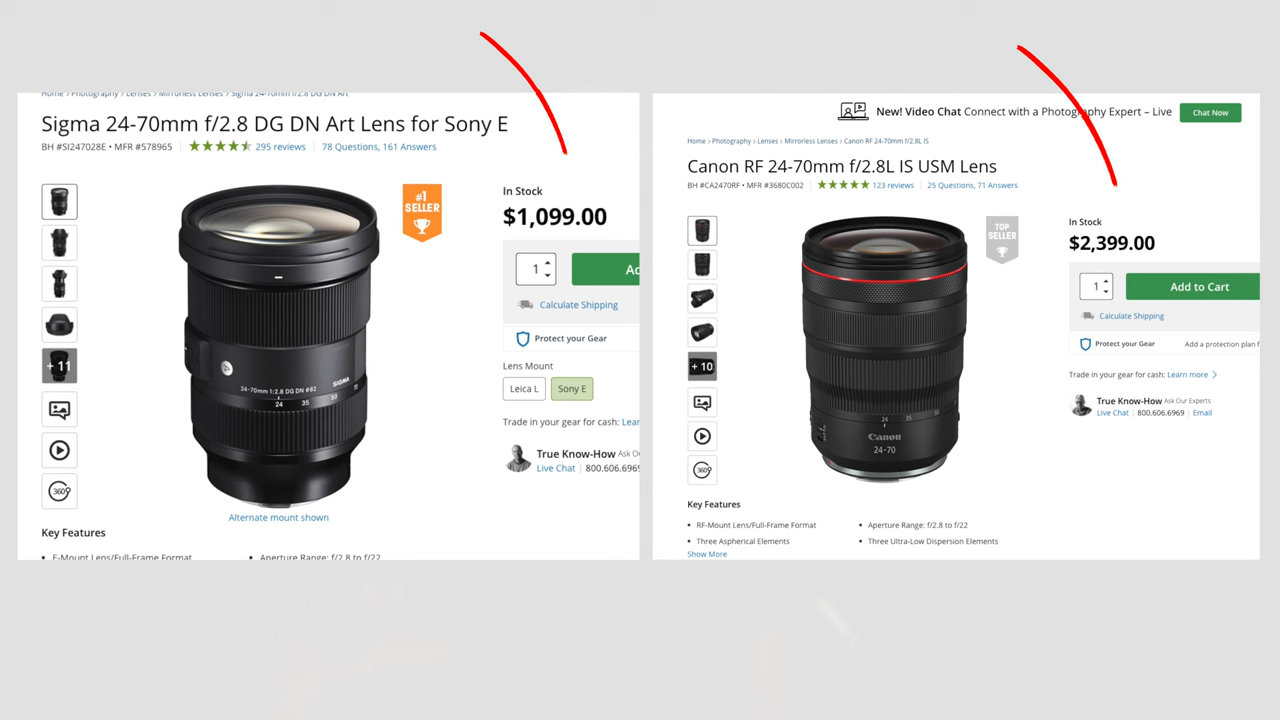 Home › Photography › Lenses › Mirrorless Lenses › Sigma 24-70mm f/2.8 DG DN Art
Sigma 24-70mm f/2.8 DG DN Art Lens for Sony E
BH #SI247028E • MFR #578965
295 reviews
78 Questions, 161 Answers
#1
SELLER
In Stock
$1,099.00
1
Calculate Shipping
Protect your Gear
+ 11
Lens Mount
Leica L
Sony E
24-70mm 1:2.8 DG DN ø82
SIGMA
24 35 50 70
A
Trade in your gear for cash:
True Know-How
Live Chat
800.606.6969
360º
Alternate mount shown
Key Features
E-Mount Lens/Full-Frame Format
Aperture Range: f/2.8 to f/22
New! Video Chat Connect with a Photography Expert – Live
Chat Now
Home › Photography › Lenses › Mirrorless Lenses › Canon RF 24-70mm f/2.8L IS
Canon RF 24-70mm f/2.8L IS USM Lens
BH #CA2470RF • MFR #3680C002
123 reviews
25 Questions, 71 Answers
TOP
SELLER
In Stock
$2,399.00
1
Add to Cart
Calculate Shipping
Protect your Gear
Add a protection plan
+ 10
Trade in your gear for cash: Learn more
True Know-How Ask Our Experts
Live Chat
800.606.6969
Email
24 35 50
Canon
24-70
360º
Key Features
RF-Mount Lens/Full-Frame Format
Aperture Range: f/2.8 to f/22
Three Aspherical Elements
Three Ultra-Low Dispersion Elements
Show More